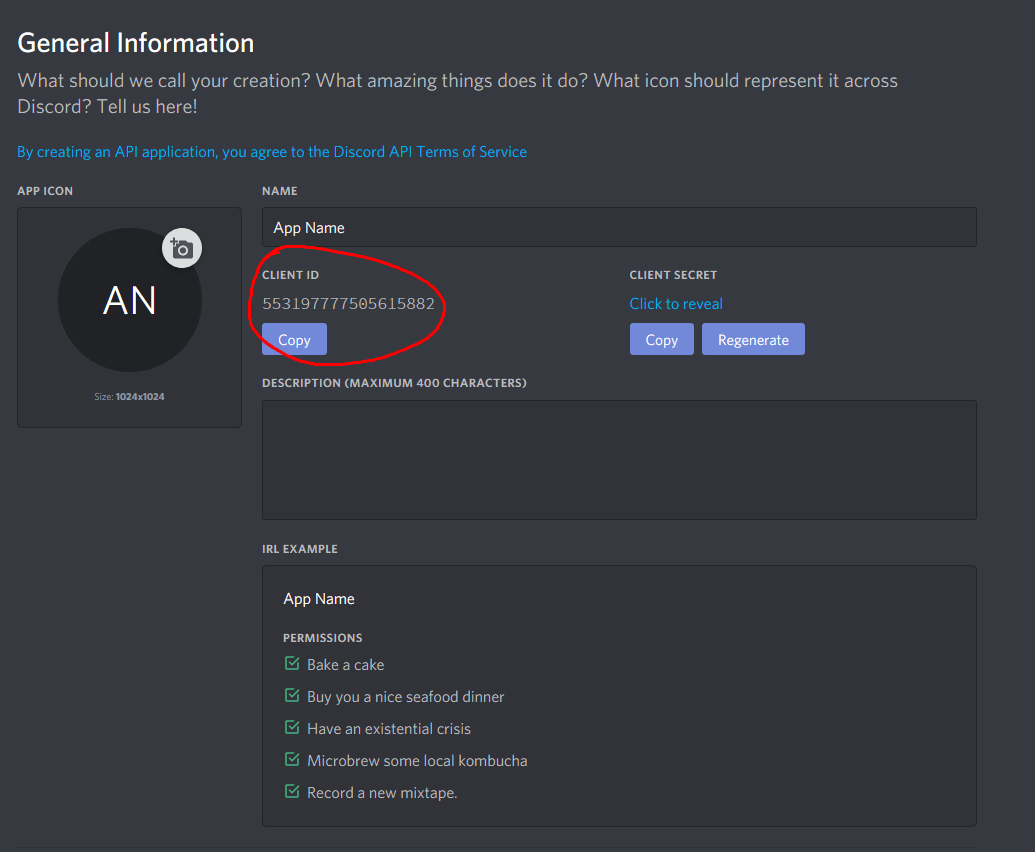 General Information
What should we call your creation? What amazing things does it do? What icon should represent it across
Discord? Tell us here!
By creating an API application, you agree to the Discord API Terms of Service
APP ICON
AN
Size: 1024x1024
NAME
App Name
CLIENT ID
553197777505615882
Copy
CLIENT SECRET
Click to reveal
Copy
Regenerate
DESCRIPTION (MAXIMUM 400 CHARACTERS)
IRL EXAMPLE
App Name
PERMISSIONS
Bake a cake
Buy you a nice seafood dinner
Have an existential crisis
Microbrew some local kombucha
Record a new mixtape.